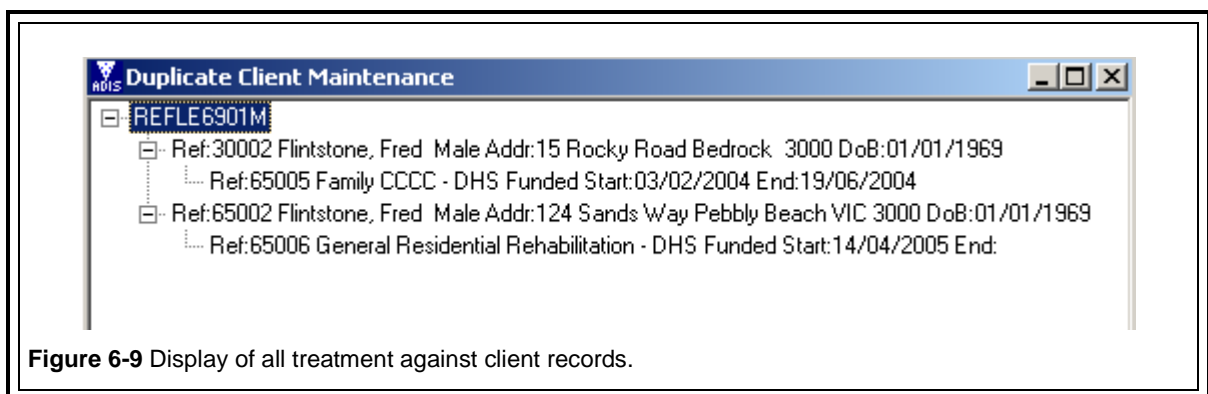 ADIS Duplicate Client Maintenance
REFLE6901M
Ref:30002 Flintstone, Fred Male Addr:15 Rocky Road Bedrock 3000 DoB:01/01/1969
Ref:65005 Family CCCC - DHS Funded Start:03/02/2004 End:19/06/2004
Ref:65002 Flintstone, Fred Male Addr:124 Sands Way Pebbly Beach VIC 3000 DoB:01/01/1969
Ref:65006 General Residential Rehabilitation - DHS Funded Start:14/04/2005 End:
Figure 6-9 Display of all treatment against client records.